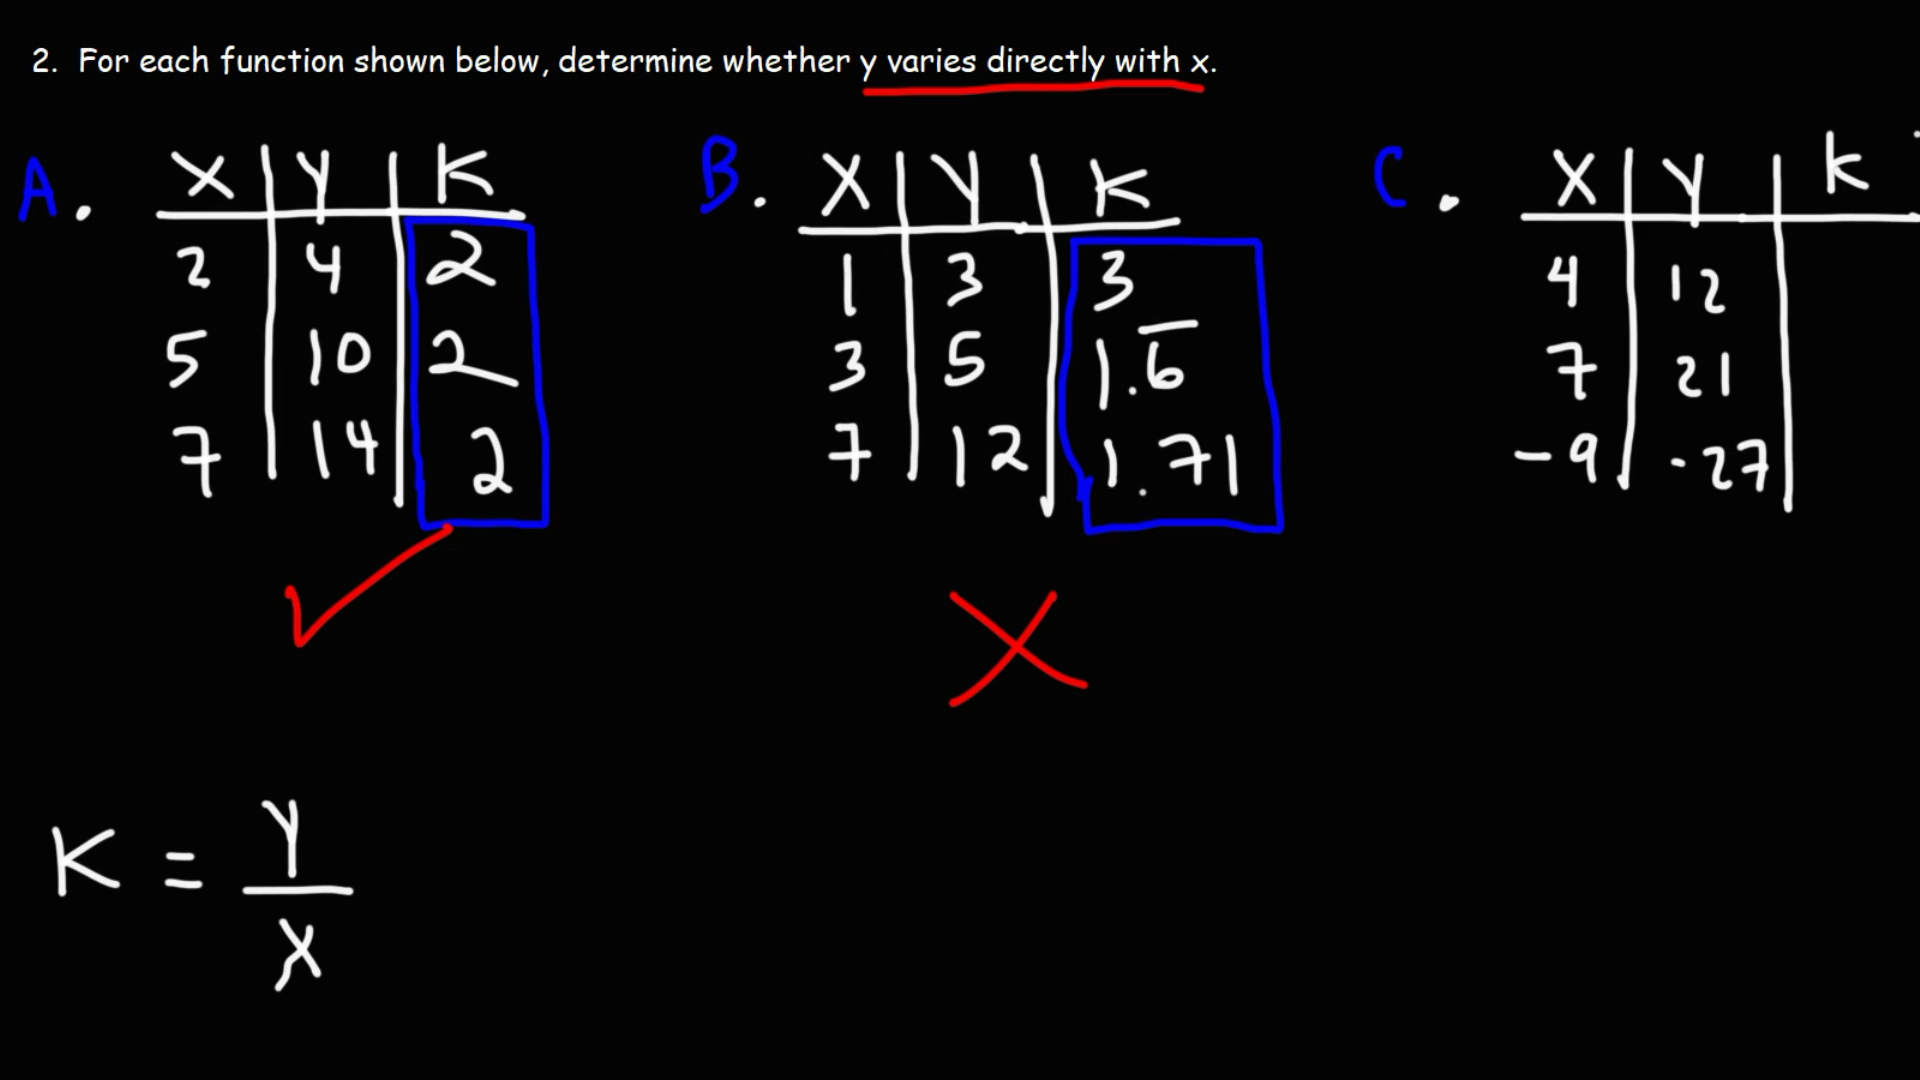 2. For each function shown below, determine whether y varies directly with x.
A. X Y K
2 4 2
5 10 2
7 14 2
B. X Y K
1 3 3
3 5 1.6̅
7 12 1.71
C. X Y K
4 12
7 21
-9 -27
K = Y
X